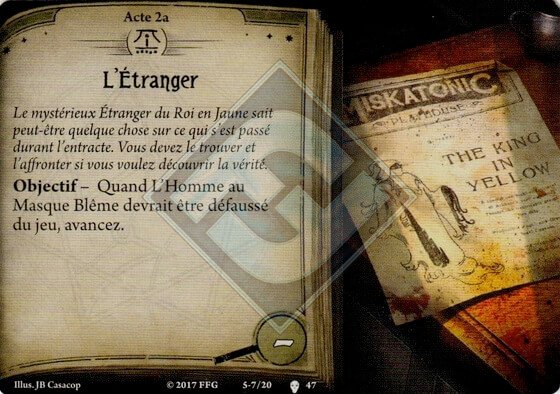 Acte 2a
L'Étranger
Le mystérieux Étranger du Roi en Jaune sait
peut-être quelque chose sur ce qui s'est passé
durant l'entracte. Vous devez le trouver et
l'affronter si vous voulez découvrir la vérité.
Objectif – Quand L'Homme au
Masque Blême devrait être défaussé
du jeu, avancez.
–
MISKATONIC
PLAYHOUSE
THE KING
IN
YELLOW
Illus. JB Casacop
© 2017 FFG
5-7/20
47